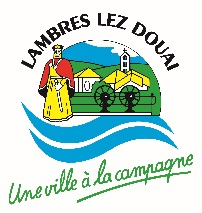 LAMBRES LEZ DOUAI
Une ville à la campagne